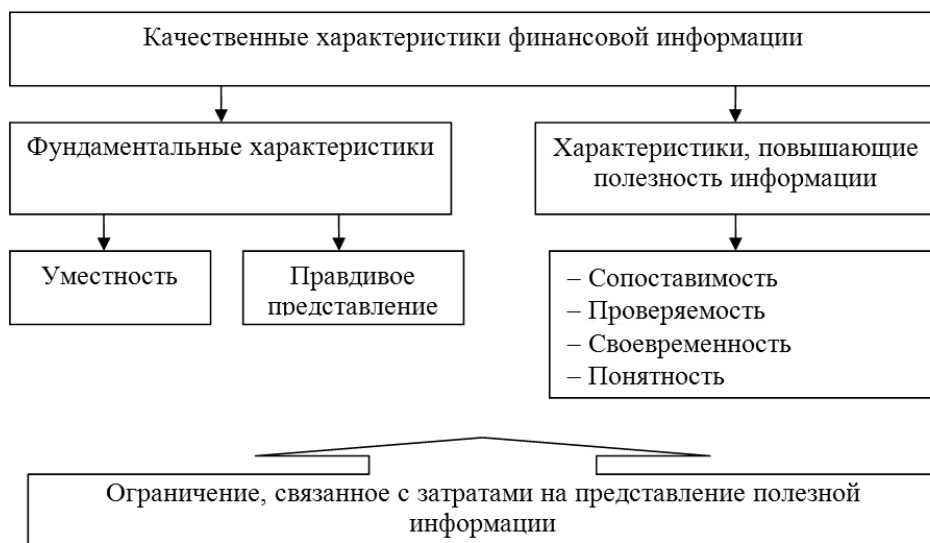 Качественные характеристики финансовой информации
Фундаментальные характеристики
Характеристики, повышающие
полезность информации
Уместность
Правдивое
представление
– Сопоставимость
– Проверяемость
– Своевременность
– Понятность
Ограничение, связанное с затратами на представление полезной
информации